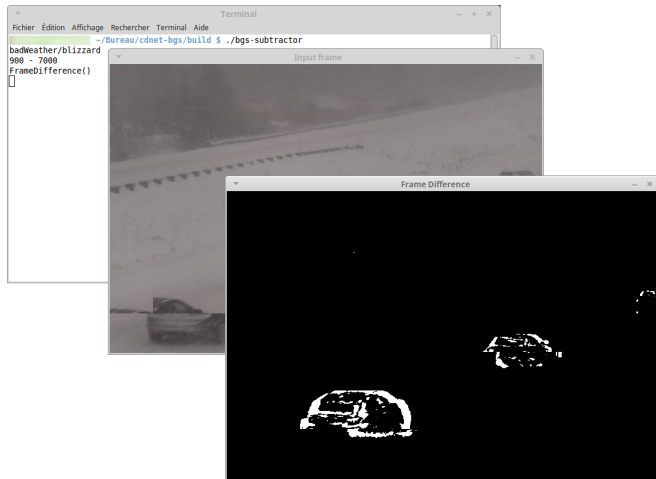 Terminal
Fichier Édition Affichage Rechercher Terminal Aide
~/Bureau/cdnet-bgs/build $ ./bgs-subtractor
badWeather/blizzard
900 - 7000
FrameDifference()
Input frame
Frame Difference